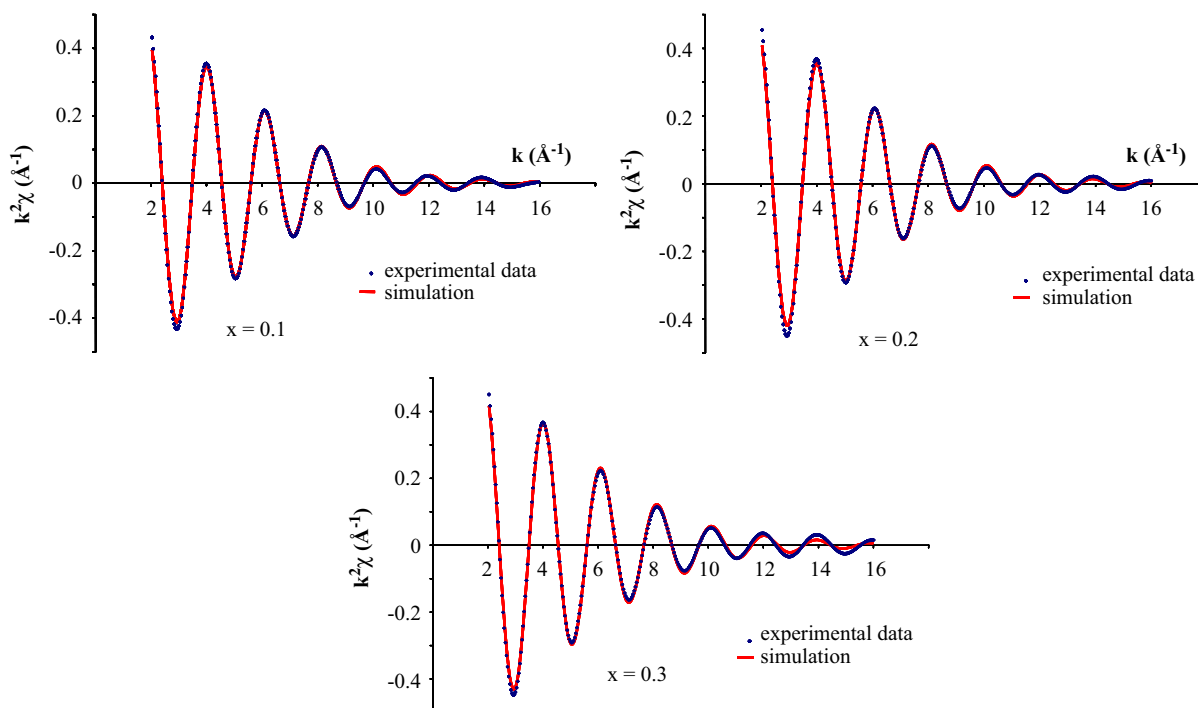 0.4
0.2
0
-0.2
-0.4
k²χ (Å⁻¹)
k (Å⁻¹)
2 4 6 8 10 12 14 16
experimental data
simulation
x = 0.1
0.4
0.2
0
-0.2
-0.4
k²χ (Å⁻¹)
k (Å⁻¹)
2 4 6 8 10 12 14 16
experimental data
simulation
x = 0.2
0.4
0.2
0
-0.2
-0.4
k²χ (Å⁻¹)
2 4 6 8 10 12 14 16
experimental data
simulation
x = 0.3